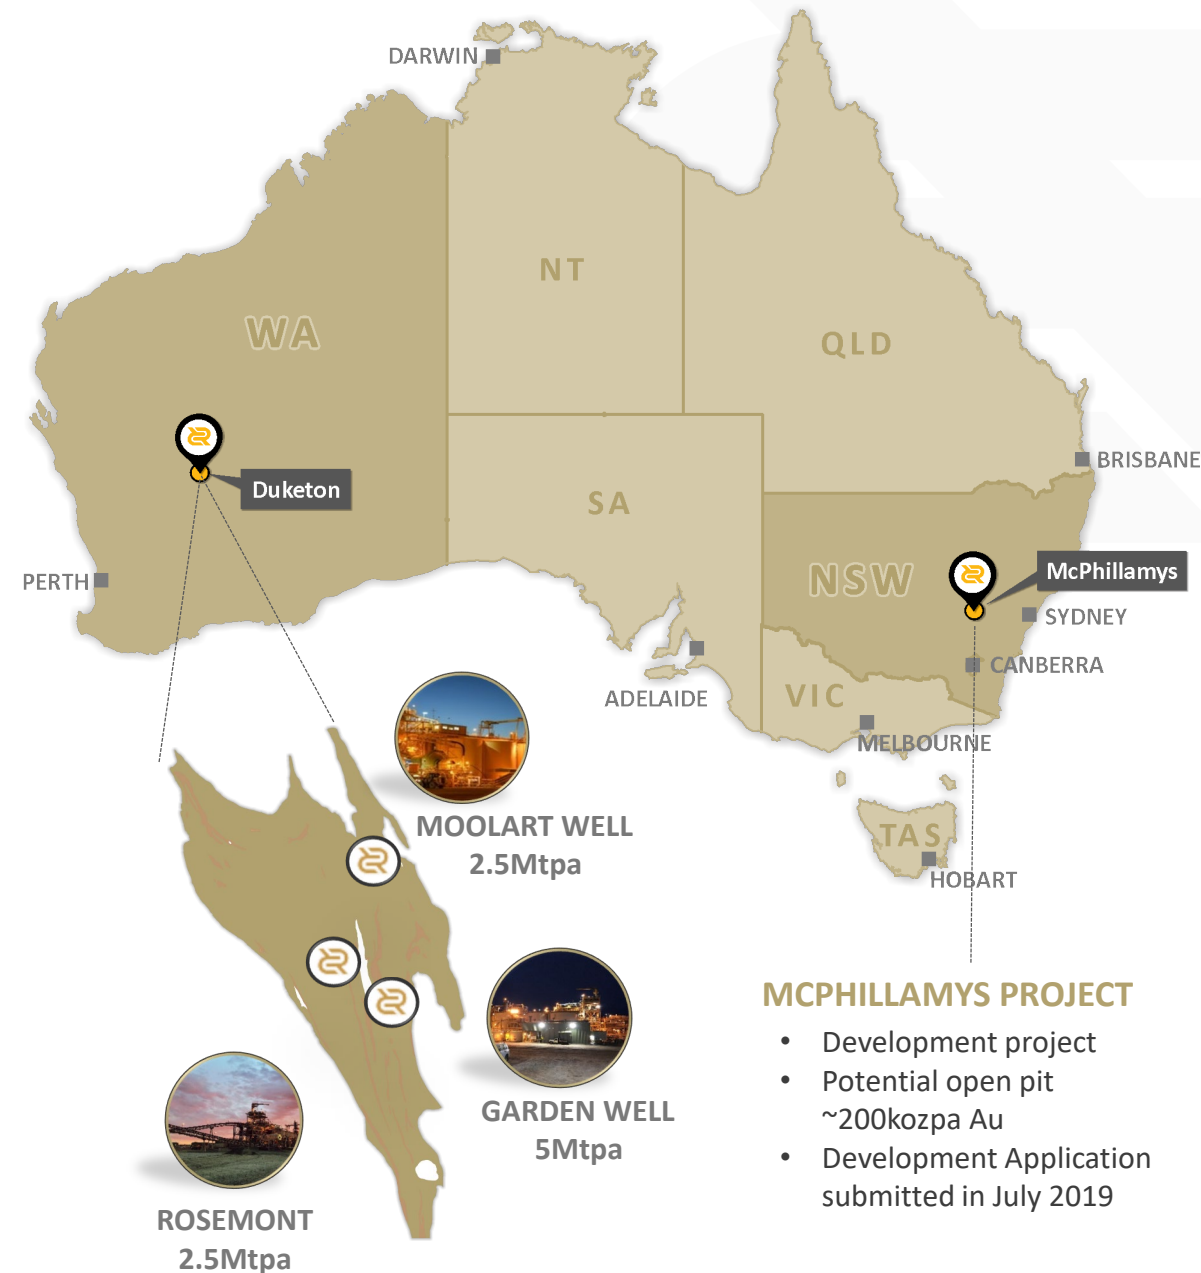 DARWIN
NT
WA
QLD
Duketon
BRISBANE
SA
McPhillamys
NSW
PERTH
SYDNEY
CANBERRA
ADELAIDE
VIC
MELBOURNE
TAS
HOBART
MOOLART WELL
2.5Mtpa
GARDEN WELL
5Mtpa
ROSEMONT
2.5Mtpa
MCPHILLAMYS PROJECT
• Development project
• Potential open pit
~200kozpa Au
• Development Application
submitted in July 2019